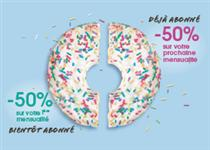 DÉJÀ ABONNÉ
-50%
sur votre
prochaine
mensualité
-50%
sur votre 1ère
mensualité
BIENTÔT ABONNÉ